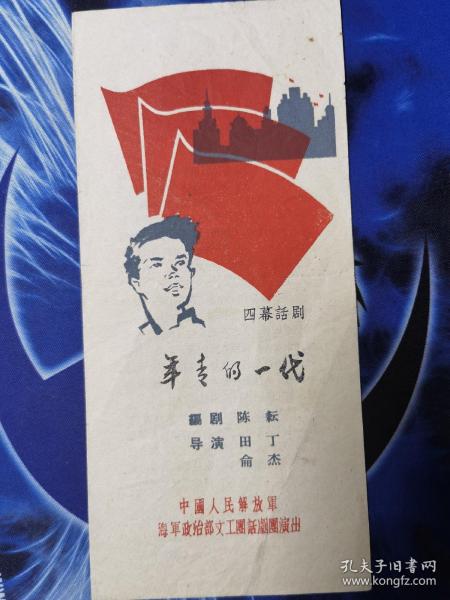 四幕話剧
年青的一代
編剧 陈耘
导演 田丁
俞杰
中國人民解放軍
海軍政治部文工團話劇團演出
孔夫子旧书网
www.kongfz.com